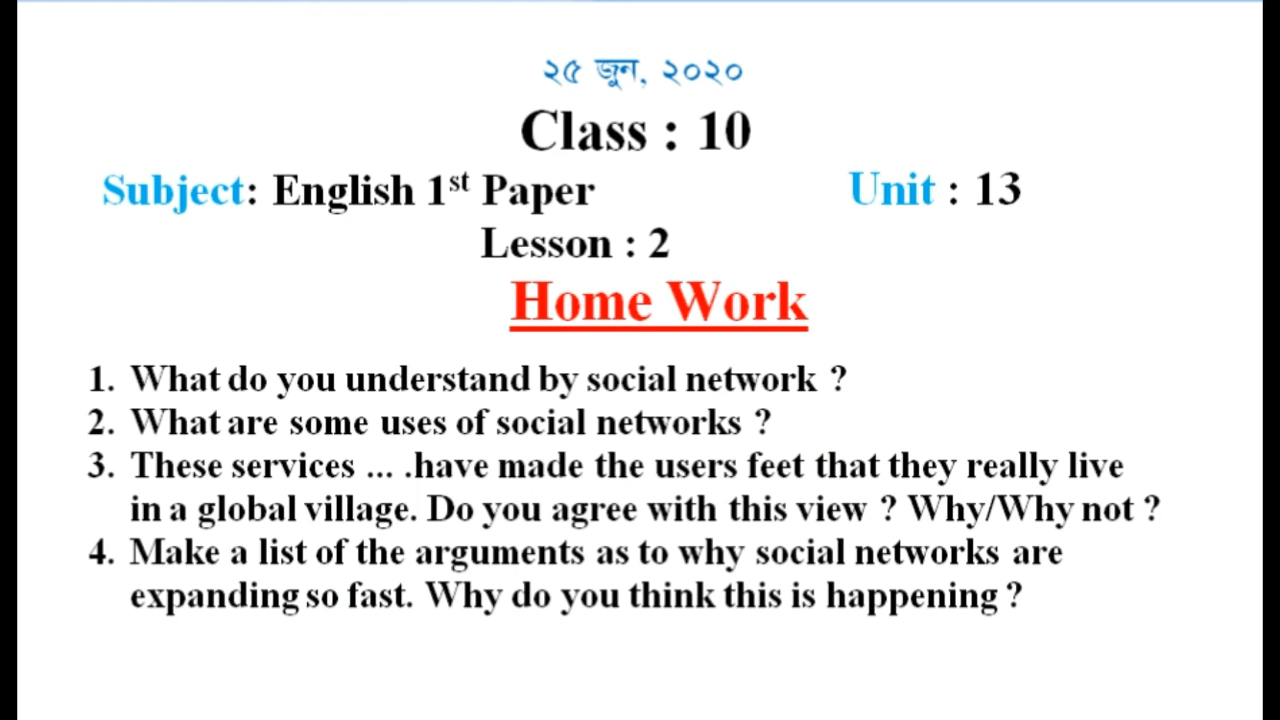 ২৫ জুন, ২০২০
Class : 10
Subject: English 1st Paper Unit : 13
Lesson : 2
Home Work
1. What do you understand by social network ?
2. What are some uses of social networks ?
3. These services ... .have made the users feet that they really live
in a global village. Do you agree with this view ? Why/Why not ?
4. Make a list of the arguments as to why social networks are
expanding so fast. Why do you think this is happening ?